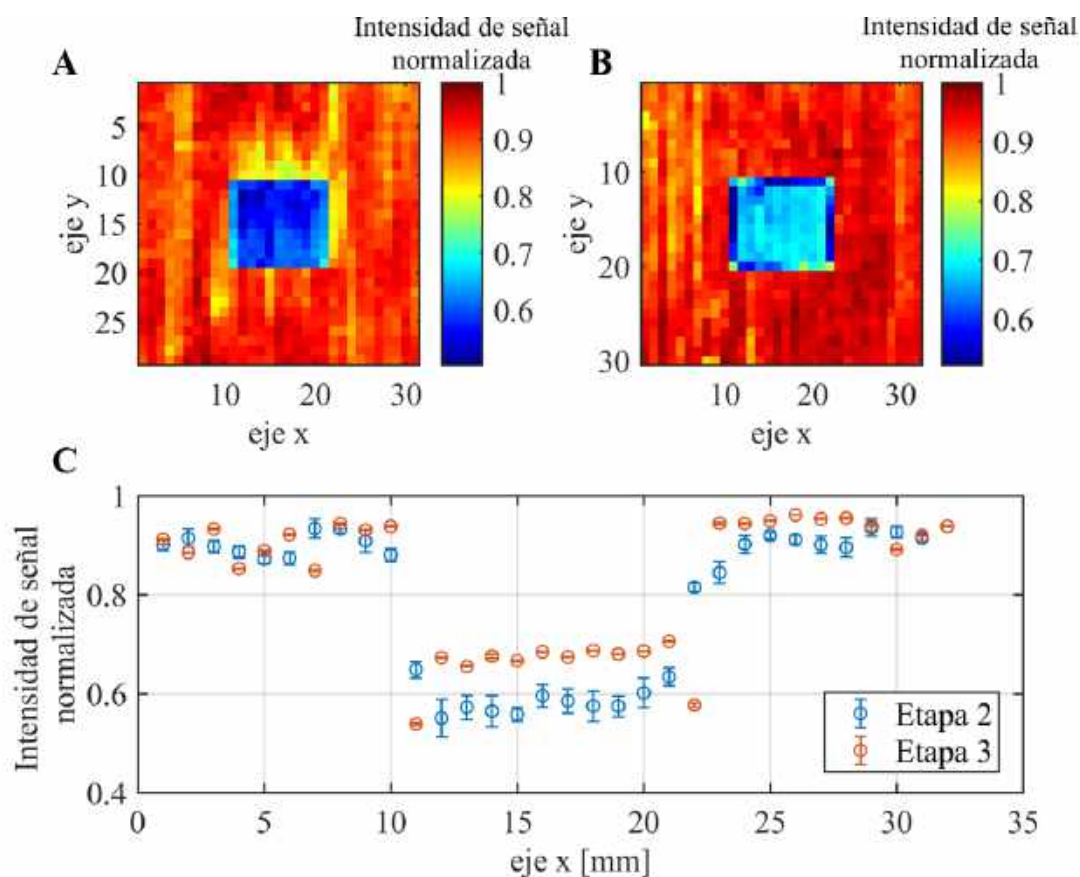 Intensidad de señal
normalizada
A
1
0.9
0.8
0.7
0.6
5
10
15
20
25
eje y
10
20
30
eje x
Intensidad de señal
normalizada
B
1
0.9
0.8
0.7
0.6
10
20
30
eje y
10
20
30
eje x
C
Intensidad de señal
normalizada
1
0.8
0.6
0.4
0
5
10
15
20
25
30
35
eje x [mm]
Etapa 2
Etapa 3